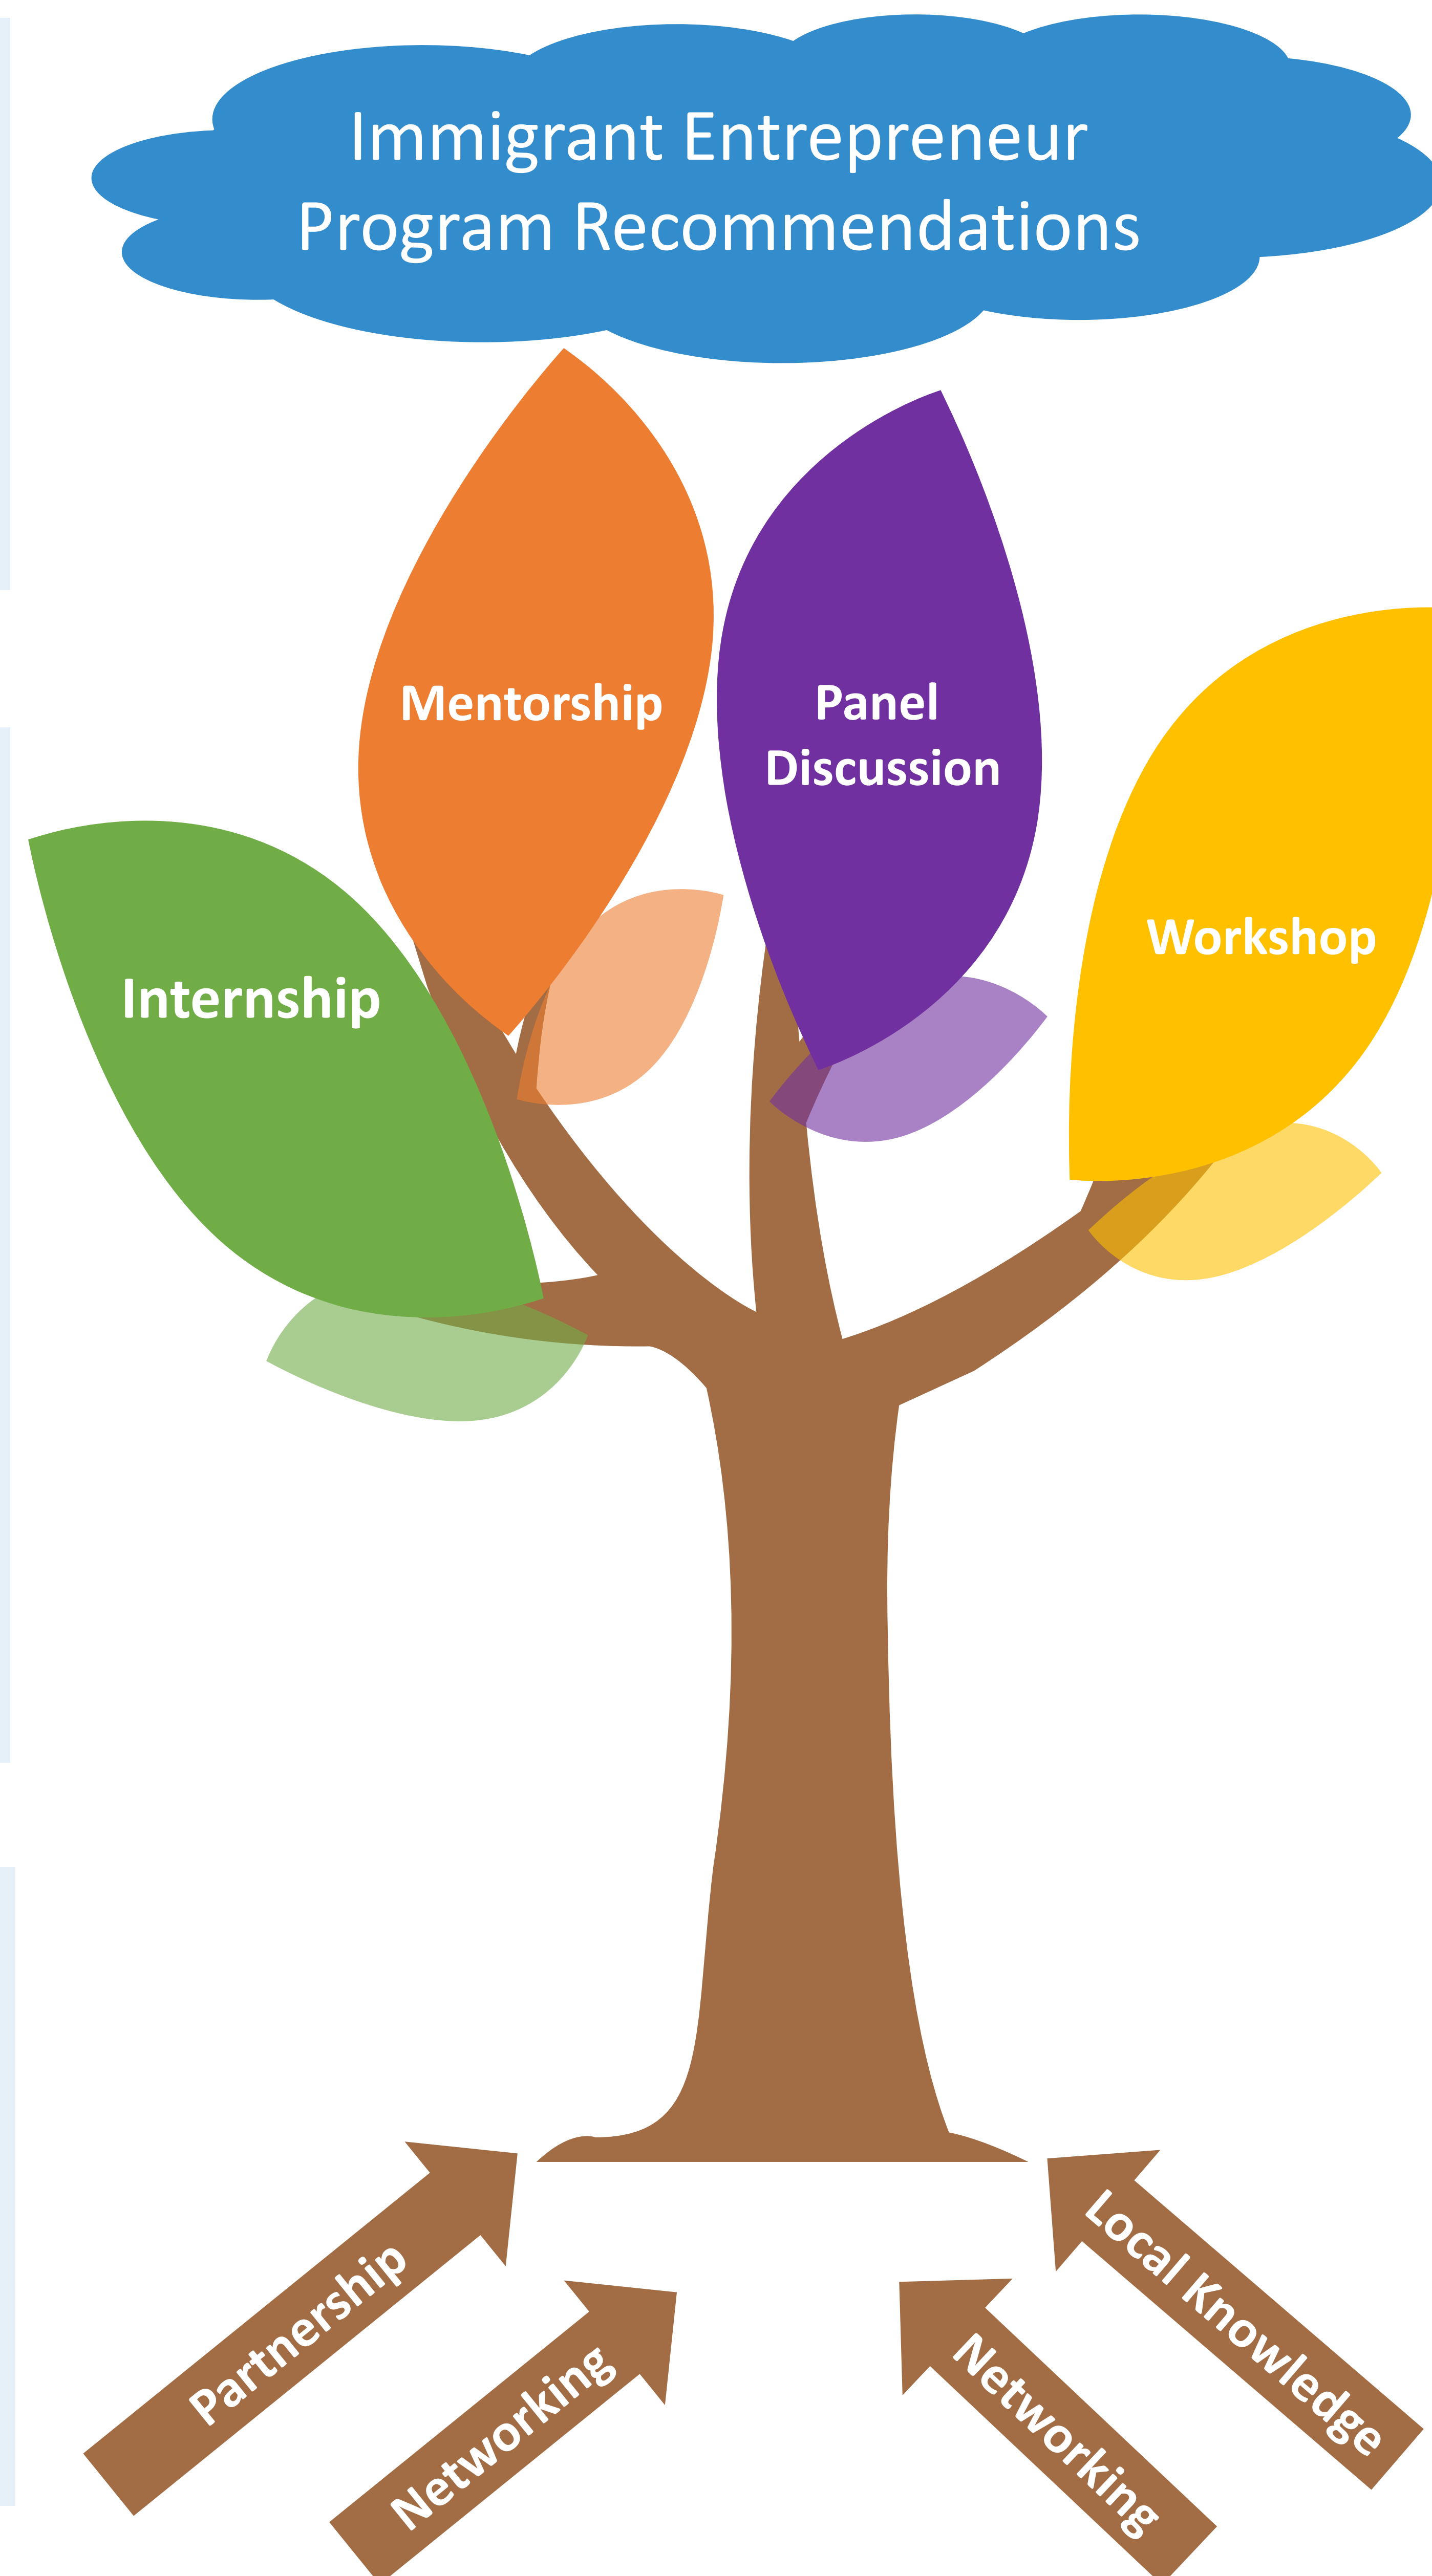 Immigrant Entrepreneur
Program Recommendations
Mentorship
Panel
Discussion
Workshop
Internship
Partnership
Networking
Networking
Local Knowledge